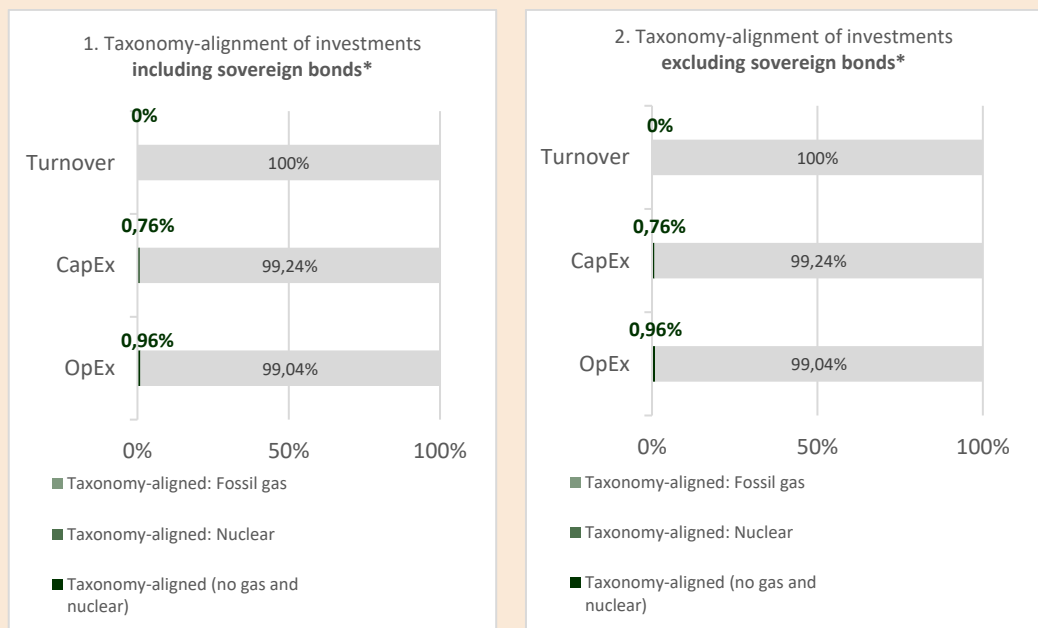 1. Taxonomy-alignment of investments
including sovereign bonds*
0%
Turnover
100%
0,76%
CapEx
99,24%
0,96%
OpEx
99,04%
0%
50%
100%
Taxonomy-aligned: Fossil gas
Taxonomy-aligned: Nuclear
Taxonomy-aligned (no gas and
nuclear)
2. Taxonomy-alignment of investments
excluding sovereign bonds*
0%
Turnover
100%
0,76%
CapEx
99,24%
0,96%
OpEx
99,04%
0%
50%
100%
Taxonomy-aligned: Fossil gas
Taxonomy-aligned: Nuclear
Taxonomy-aligned (no gas and
nuclear)